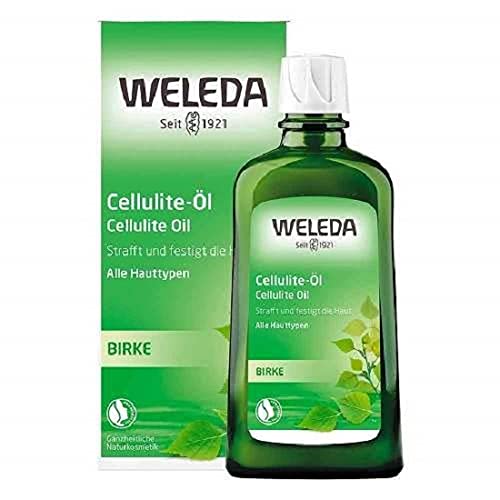 WELEDA
Seit 1921
Cellulite-Öl
Cellulite Oil
Strafft und festigt die H
Alle Hauttypen
BIRKE
Ganzheitliche
Naturkosmetik
WELEDA
Seit 1921
Cellulite-Öl
Cellulite Oil
Strafft und festigt die Haut
Alle Hauttypen
BIRKE